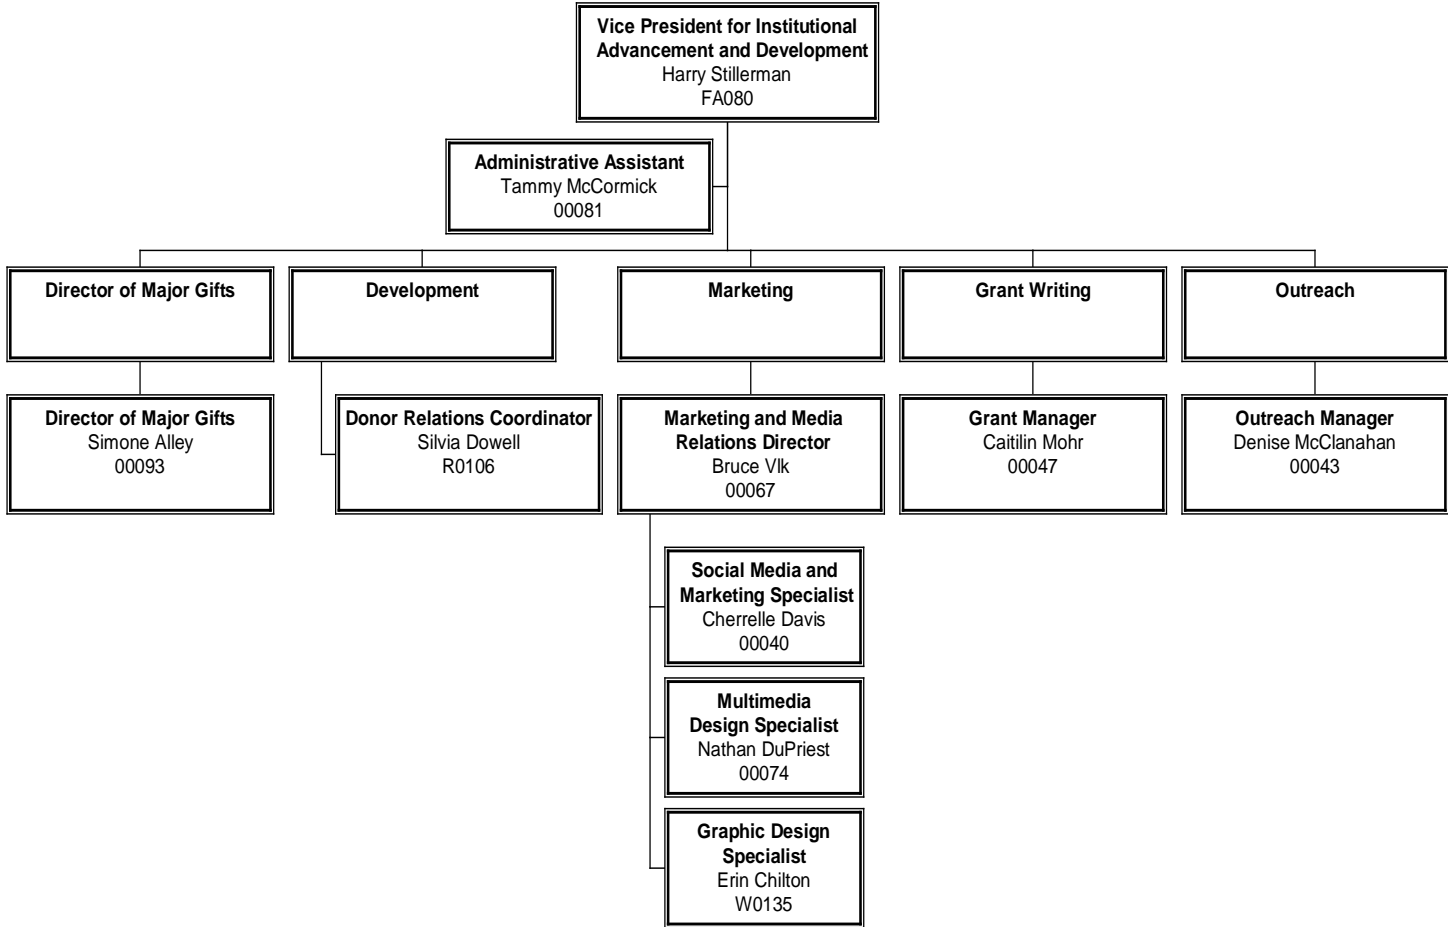 Vice President for Institutional
Advancement and Development
Harry Stillerman
FA080
Administrative Assistant
Tammy McCormick
00081
Director of Major Gifts
Development
Marketing
Grant Writing
Outreach
Director of Major Gifts
Simone Alley
00093
Donor Relations Coordinator
Silvia Dowell
R0106
Marketing and Media
Relations Director
Bruce Vlk
00067
Grant Manager
Caitilin Mohr
00047
Outreach Manager
Denise McClanahan
00043
Social Media and
Marketing Specialist
Cherrelle Davis
00040
Multimedia
Design Specialist
Nathan DuPriest
00074
Graphic Design
Specialist
Erin Chilton
W0135